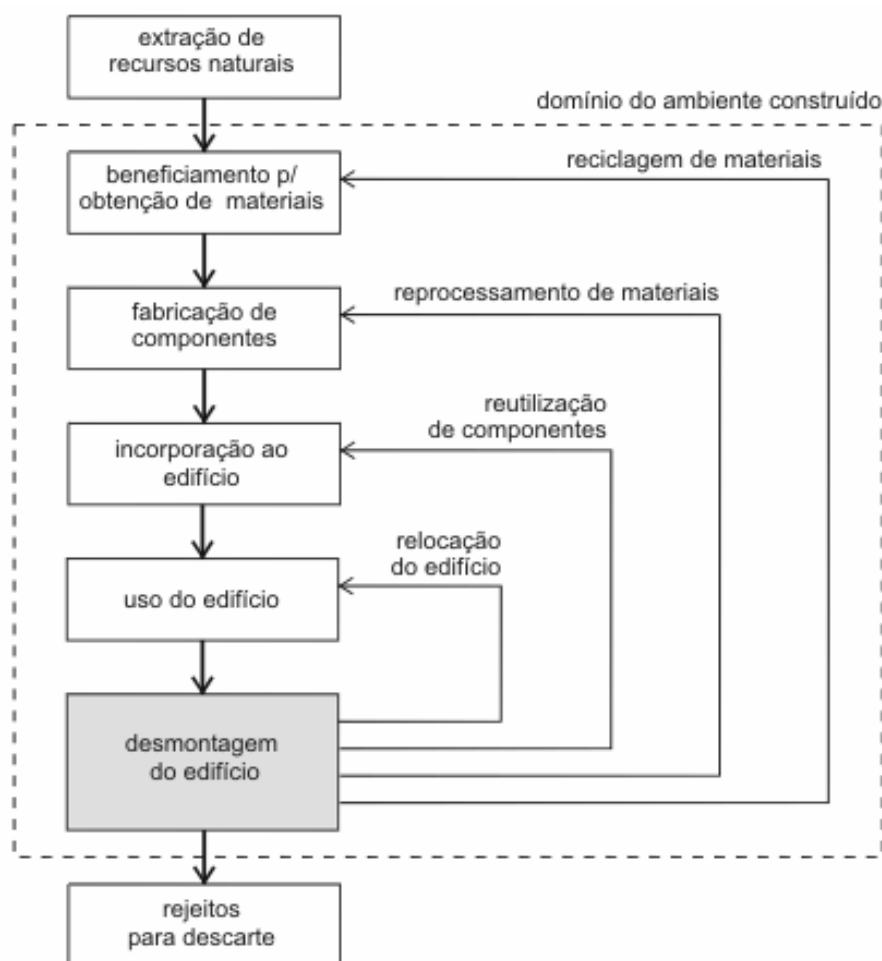 extração de
recursos naturais
domínio do ambiente construído
reciclagem de materiais
beneficiamento p/
obtenção de materiais
reprocessamento de materiais
fabricação de
componentes
reutilização
de componentes
incorporação ao
edifício
relocação
do edifício
uso do edifício
desmontagem
do edifício
rejeitos
para descarte